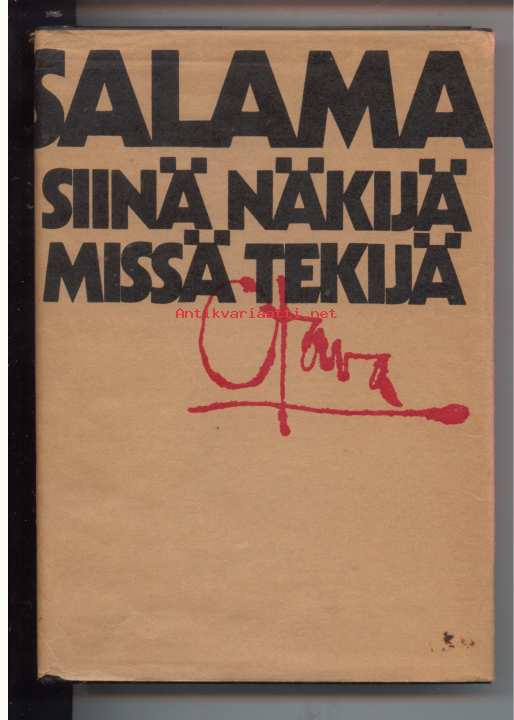 SALAMA
SIINÄ NÄKIJÄ
MISSÄ TEKIJÄ
Antikvariaatti.net
Otava